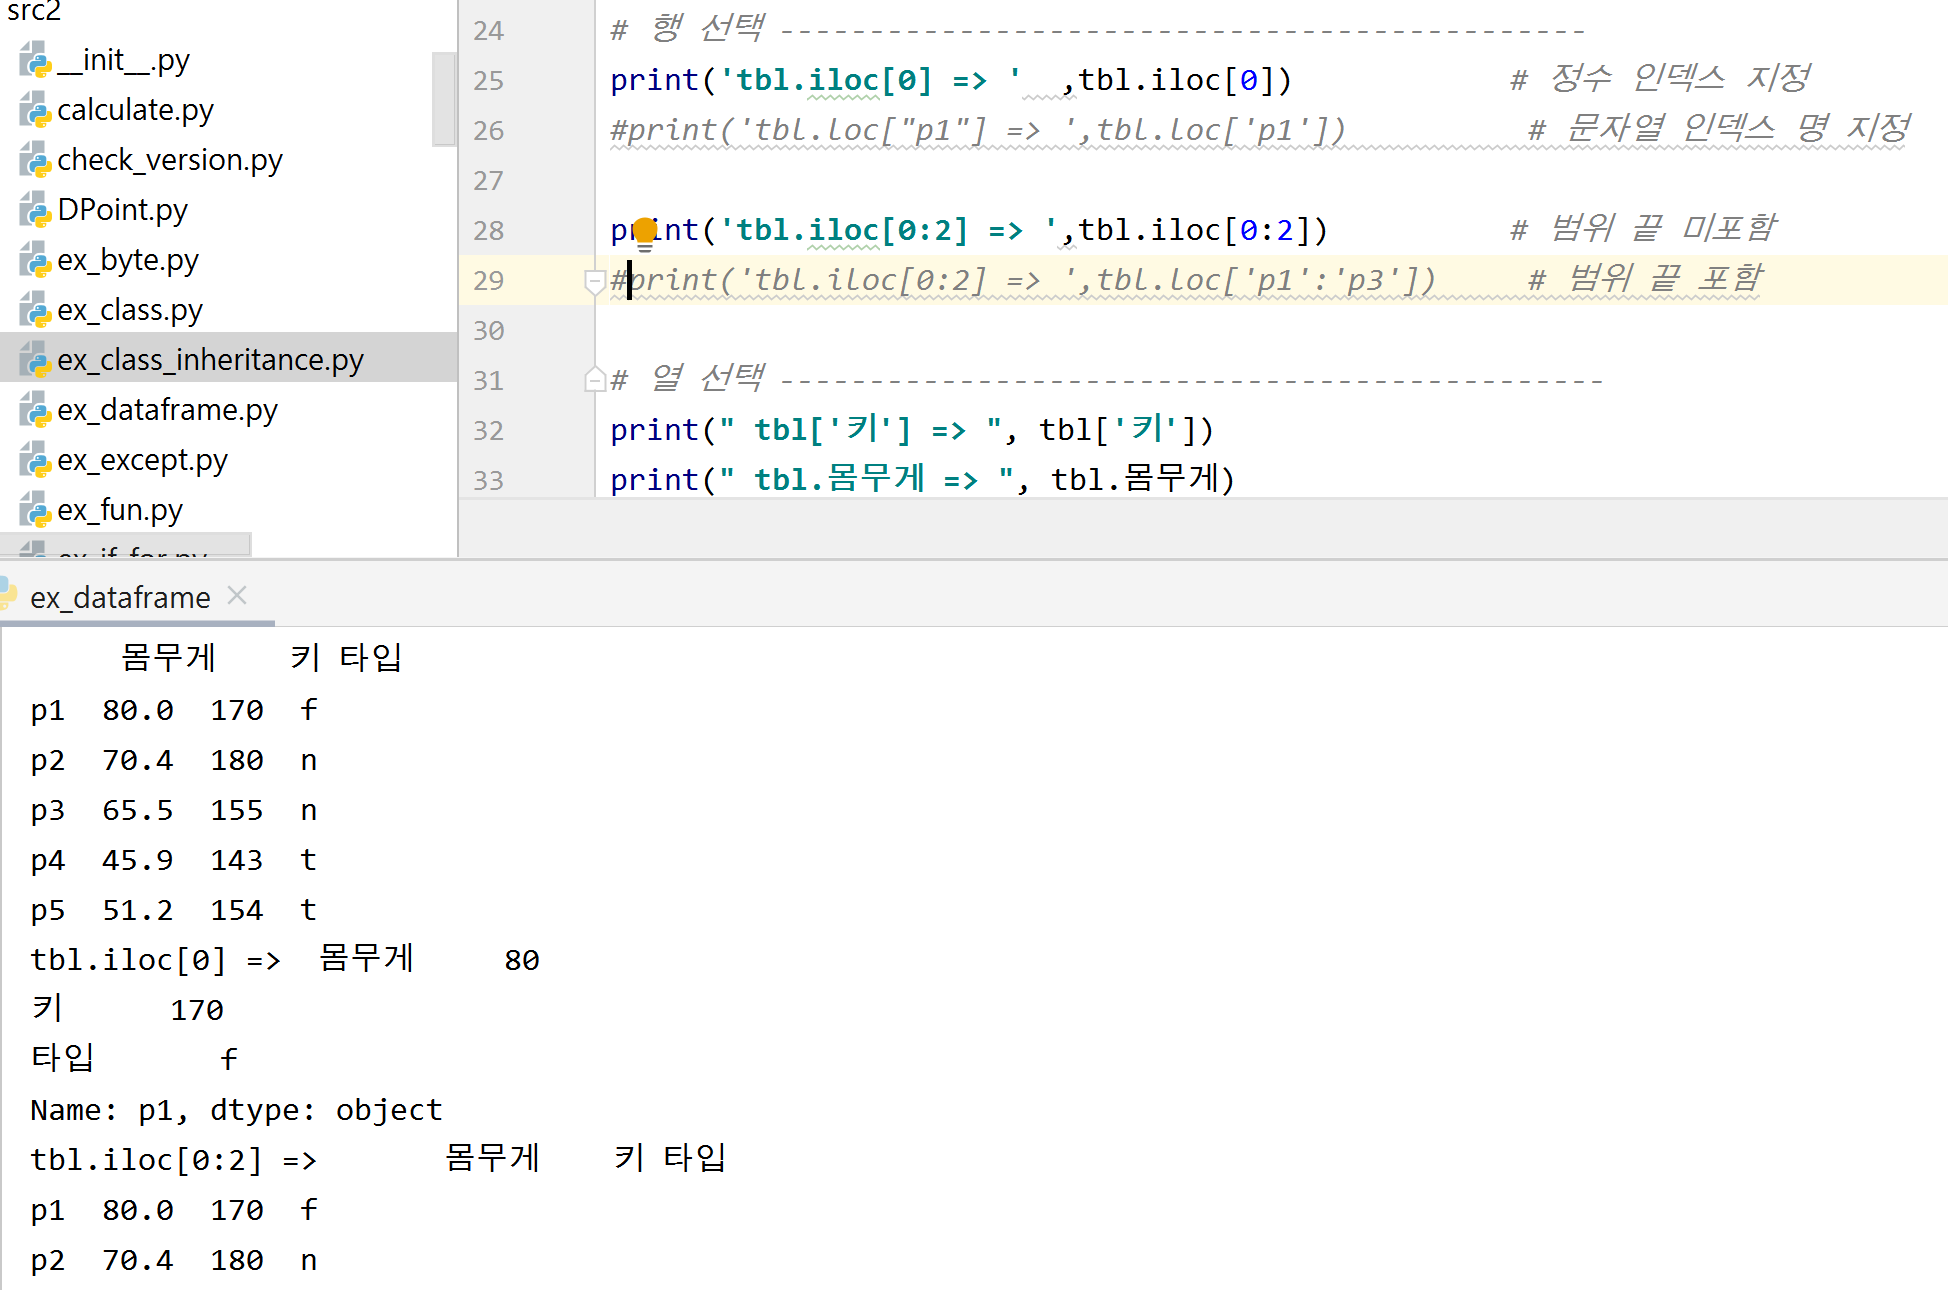 src2
__init__.py
calculate.py
check_version.py
DPoint.py
ex_byte.py
ex_class.py
ex_class_inheritance.py
ex_dataframe.py
ex_except.py
ex_fun.py
ex_if_for.py
24 # 행 선택 ---------------------------------------------
25 print('tbl.iloc[0] => '  ,tbl.iloc[0]) # 정수 인덱스 지정
26 #print('tbl.loc["p1"] => ',tbl.loc['p1']) # 문자열 인덱스 명 지정
27
28 print('tbl.iloc[0:2] => ',tbl.iloc[0:2]) # 범위 끝 미포함
29 #print('tbl.iloc[0:2] => ',tbl.loc['p1':'p3']) # 범위 끝 포함
30
31 # 열 선택 ----------------------------------------------
32 print(" tbl['키'] => ", tbl['키'])
33 print(" tbl.몸무게 => ", tbl.몸무게)
ex_dataframe
몸무게 키 타입
p1 80.0 170 f
p2 70.4 180 n
p3 65.5 155 n
p4 45.9 143 t
p5 51.2 154 t
tbl.iloc[0] => 몸무게 80
키 170
타입 f
Name: p1, dtype: object
tbl.iloc[0:2] => 몸무게 키 타입
p1 80.0 170 f
p2 70.4 180 n